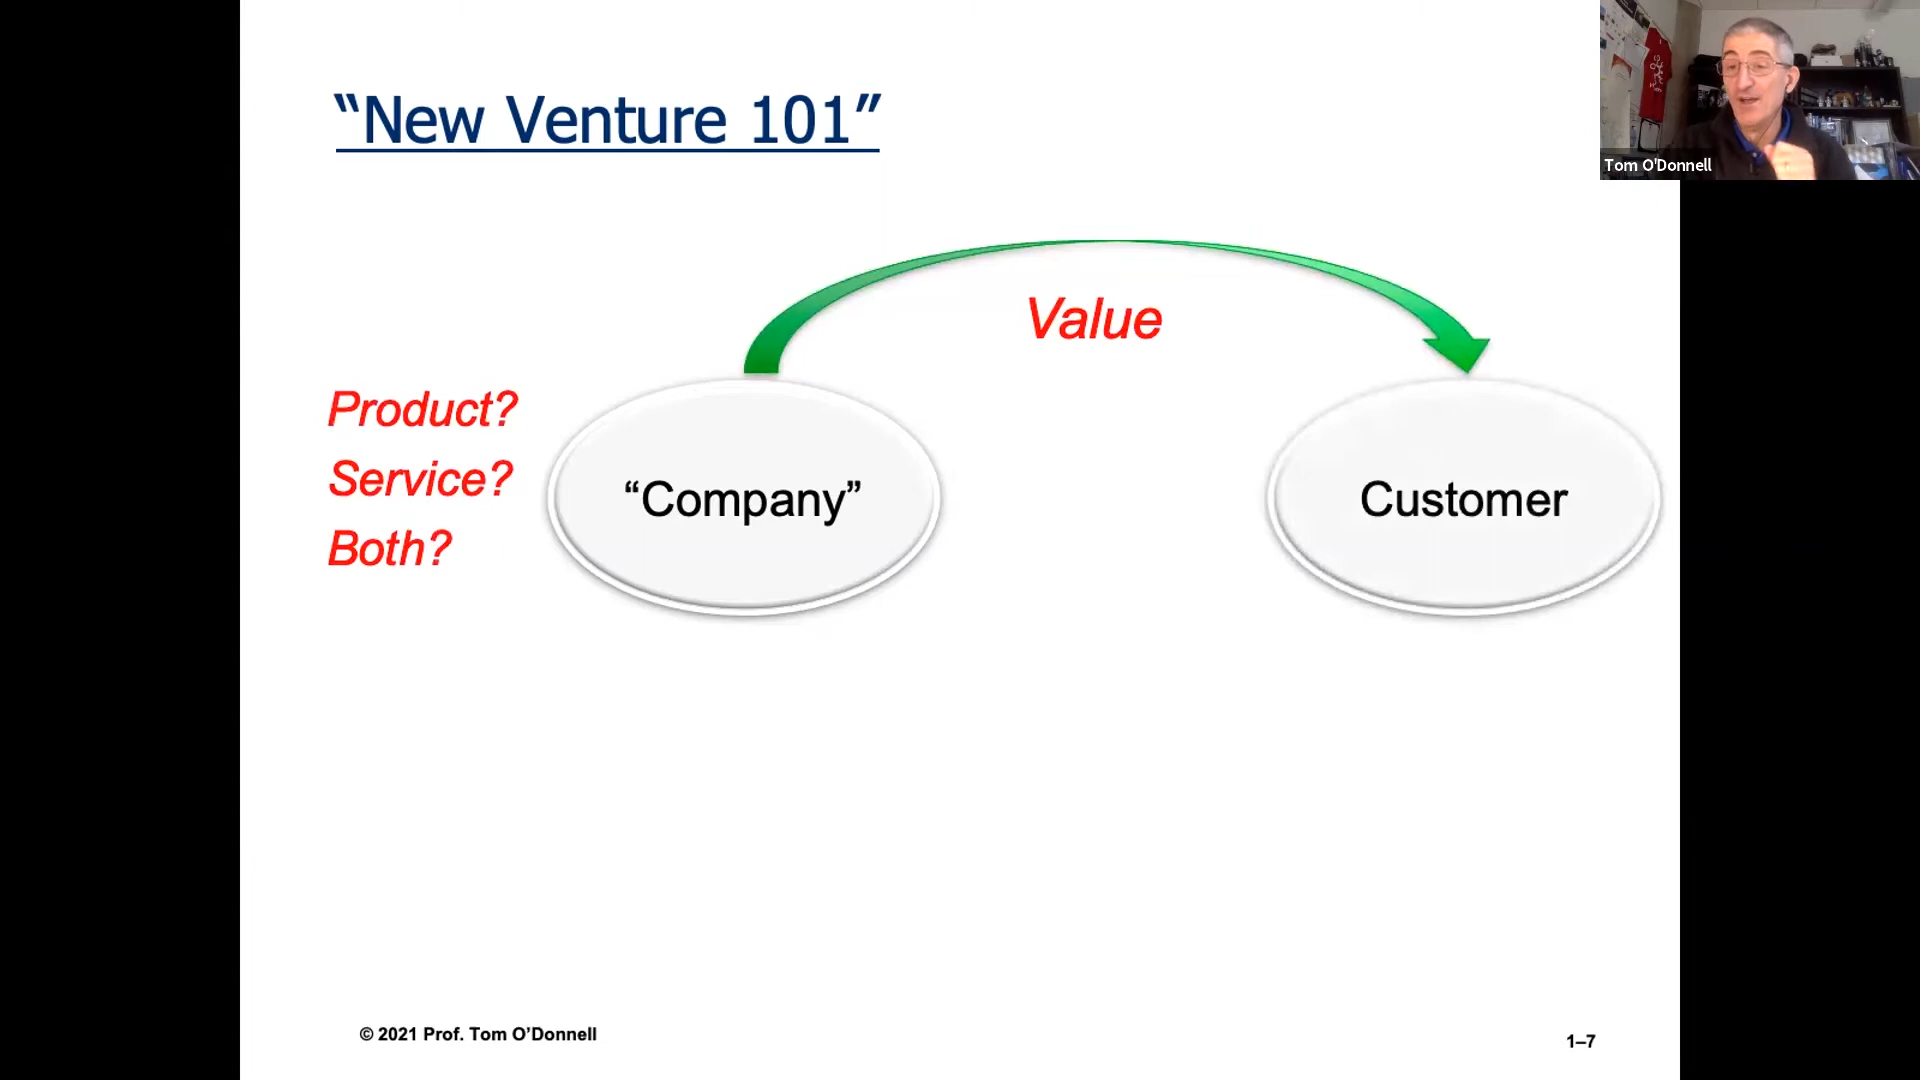 “New Venture 101”
Tom O'Donnell
Value
Product?
Service?
Both?
“Company”
Customer
© 2021 Prof. Tom O’Donnell
1–7